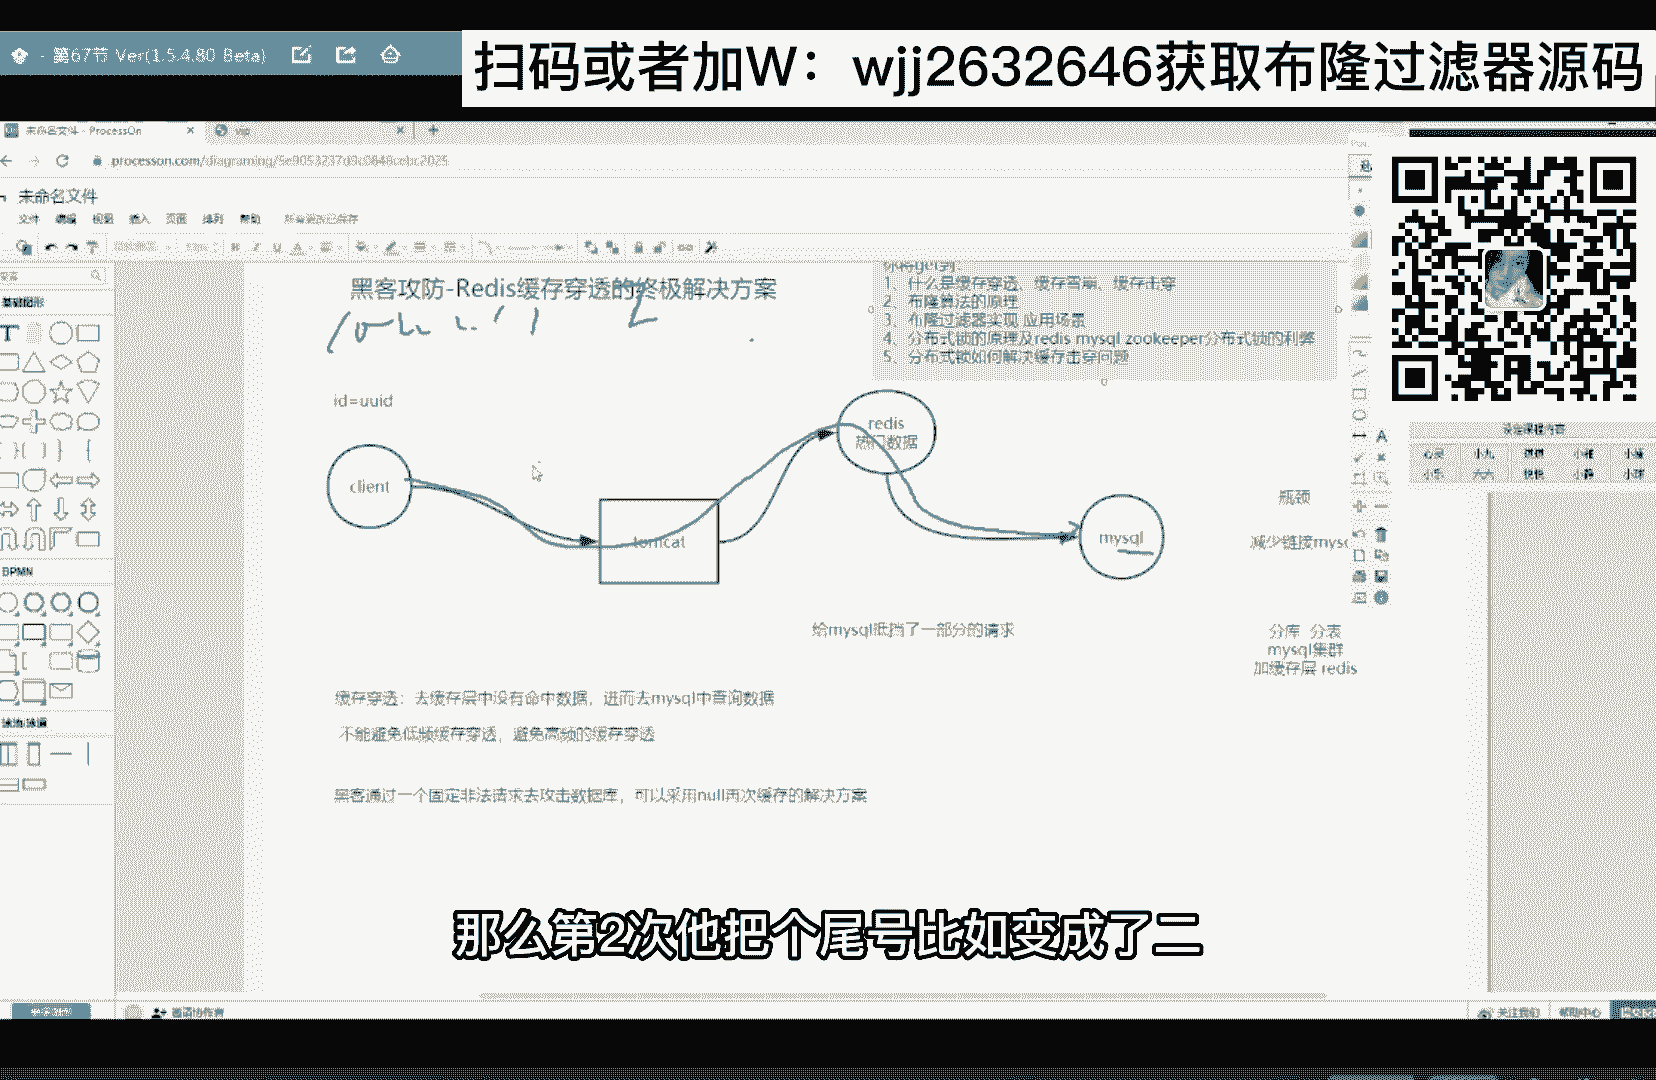 第67节 Ver(1.5.4.80 Beta)
扫码或者加W：wjj2632646获取布隆过滤器源码
未命名文件 - ProcessOn
vip
processon.com/diagraming/5e9053237d9c0848cebc2025
未命名文件
文件 编辑 视图 插入 页面 排列 帮助 所有更改已保存
基础图形
黑客攻防-Redis缓存穿透的终极解决方案
1、什么是缓存穿透、缓存雪崩、缓存击穿
2、布隆算法的原理
3、布隆过滤器实现 应用场景
4、分布式锁的原理及redis mysql zookeeper分布式锁的利弊
5、分布式锁如何解决缓存击穿问题
id=uuid
client
tomcat
redis
热门数据
mysql
瓶颈
减少链接mysc
给mysql抵挡了一部分的请求
分库 分表
mysql集群
加缓存层 redis
缓存穿透：去缓存层中没有命中数据，进而去mysql中查询数据
不能避免低频缓存穿透，避免高频的缓存穿透
黑客通过一个固定非法请求去攻击数据库，可以采用null再次缓存的解决方案
BPMN
那么第2次他把个尾号比如变成了二
邀请协作者
关注我们 帮助中心